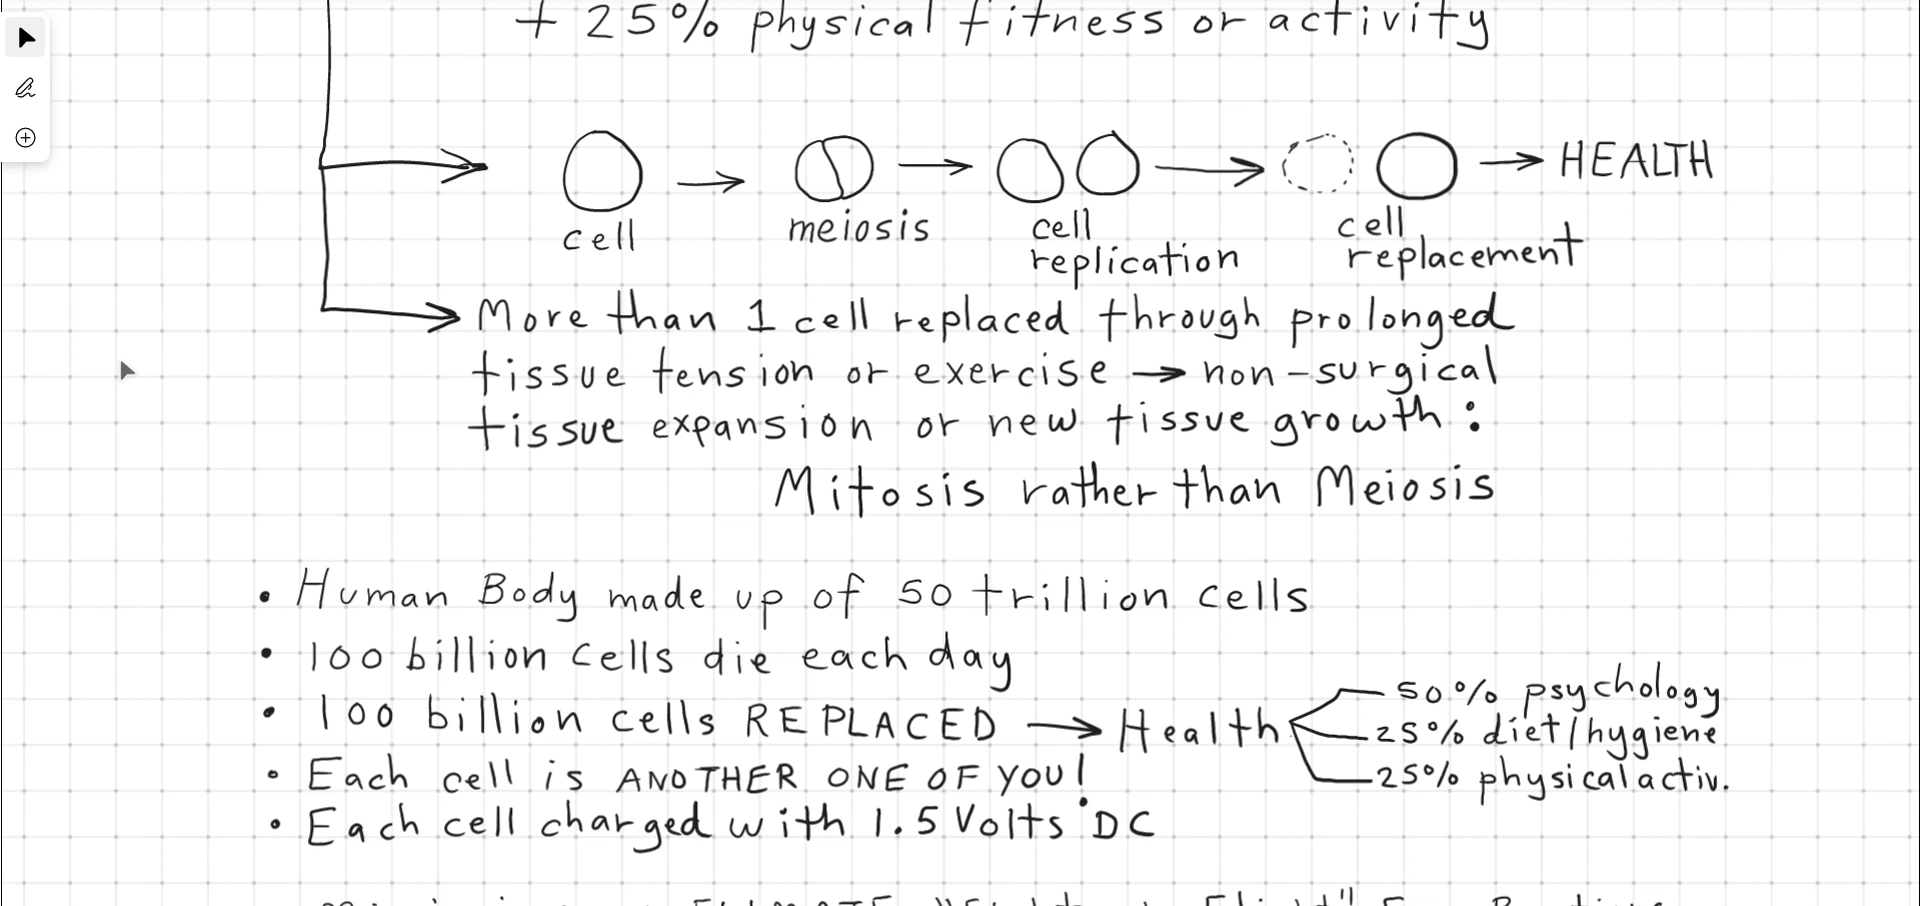 + 25% physical fitness or activity
cell
meiosis
cell replication
cell replacement
HEALTH
More than 1 cell replaced through prolonged
tissue tension or exercise → non-surgical
tissue expansion or new tissue growth:
Mitosis rather than Meiosis
• Human Body made up of 50 trillion cells
• 100 billion cells die each day
• 100 billion cells REPLACED → Health
50% psychology
25% diet/hygiene
25% physical activ.
• Each cell is ANOTHER ONE OF YOU!
• Each cell charged with 1.5 Volts DC